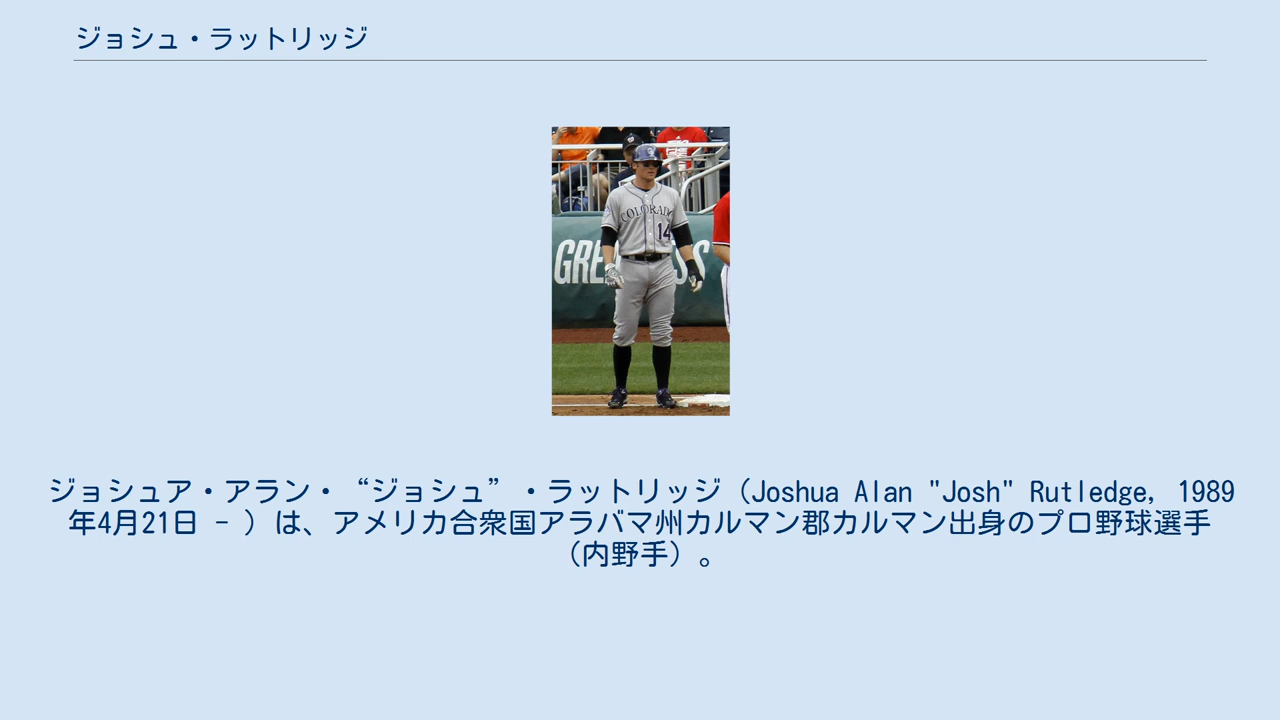 ジョシュ・ラットリッジ
COLORADO
14
ジョシュア・アラン・“ジョシュ”・ラットリッジ（Joshua Alan "Josh" Rutledge, 1989
年4月21日 - ）は、アメリカ合衆国アラバマ州カルマン郡カルマン出身のプロ野球選手
（内野手）。